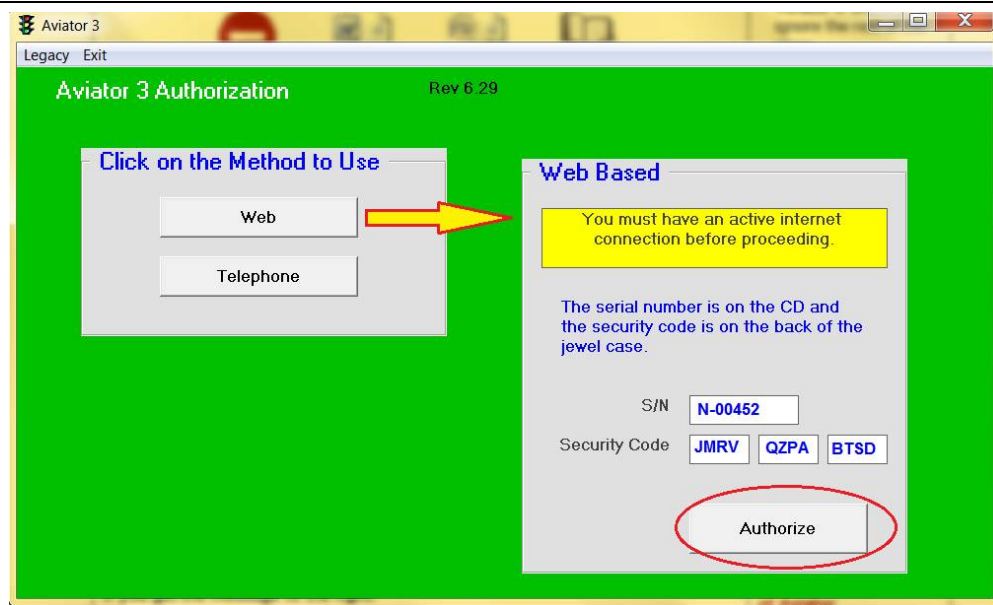 Aviator 3
Legacy Exit
Aviator 3 Authorization
Rev 6.29
Click on the Method to Use
Web
Telephone
Web Based
You must have an active internet
connection before proceeding.
The serial number is on the CD and
the security code is on the back of the
jewel case.
S/N N-00452
Security Code JMRV QZPA BTSD
Authorize